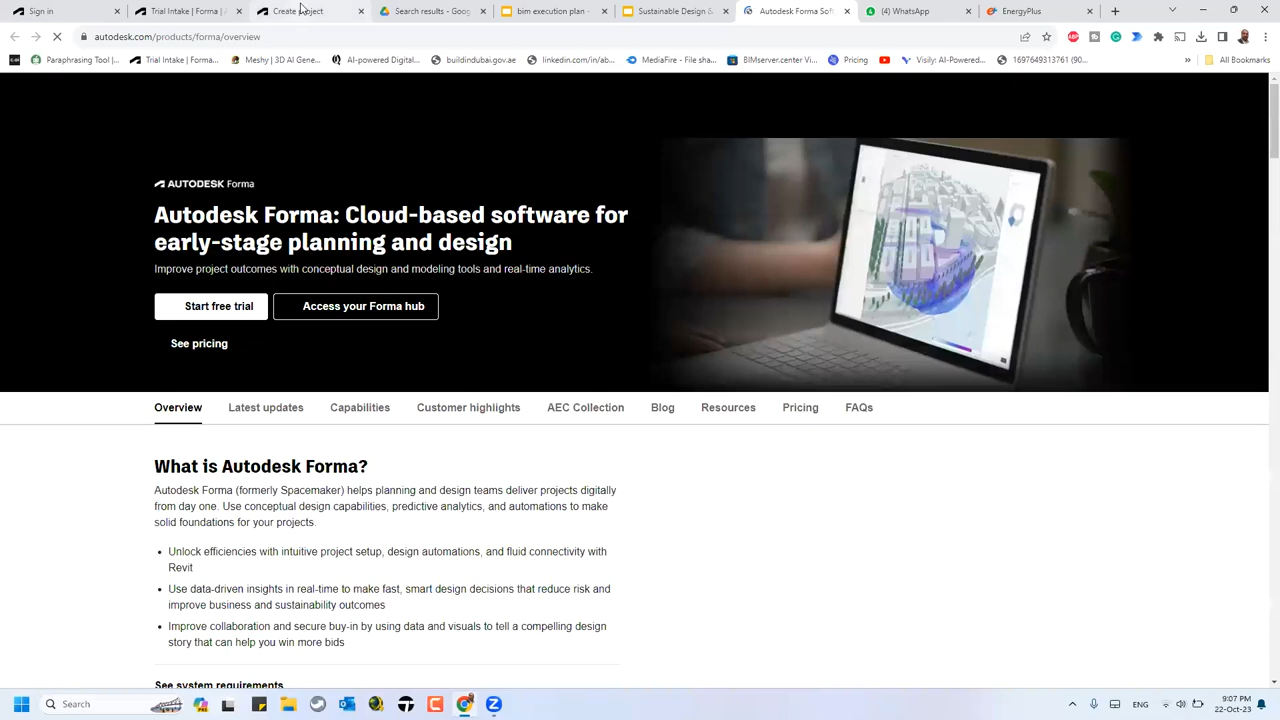 Sign in
Trial Intake | Forma | A
Create project
Search results - Goog
bim execution plan -
Sustainable Design &
Autodesk Forma Soft
(4) WhatsApp
EnergyPlus
autodesk.com/products/forma/overview
Paraphrasing Tool |...
Trial Intake | Forma...
Meshy | 3D AI Gene...
AI-powered Digital...
buildindubai.gov.ae
linkedin.com/in/ab...
MediaFire - File sha...
BIMserver.center Vi...
Pricing
Visily: AI-Powered...
1697649313761 (90...
»
All Bookmarks
AUTODESK Forma
Autodesk Forma: Cloud-based software for
early-stage planning and design
Improve project outcomes with conceptual design and modeling tools and real-time analytics.
Start free trial
Access your Forma hub
See pricing
Overview
Latest updates
Capabilities
Customer highlights
AEC Collection
Blog
Resources
Pricing
FAQs
What is Autodesk Forma?
Autodesk Forma (formerly Spacemaker) helps planning and design teams deliver projects digitally
from day one. Use conceptual design capabilities, predictive analytics, and automations to make
solid foundations for your projects.
• Unlock efficiencies with intuitive project setup, design automations, and fluid connectivity with
Revit
• Use data-driven insights in real-time to make fast, smart design decisions that reduce risk and
improve business and sustainability outcomes
• Improve collaboration and secure buy-in by using data and visuals to tell a compelling design
story that can help you win more bids
See system requirements
Search
ENG
9:07 PM
22-Oct-23